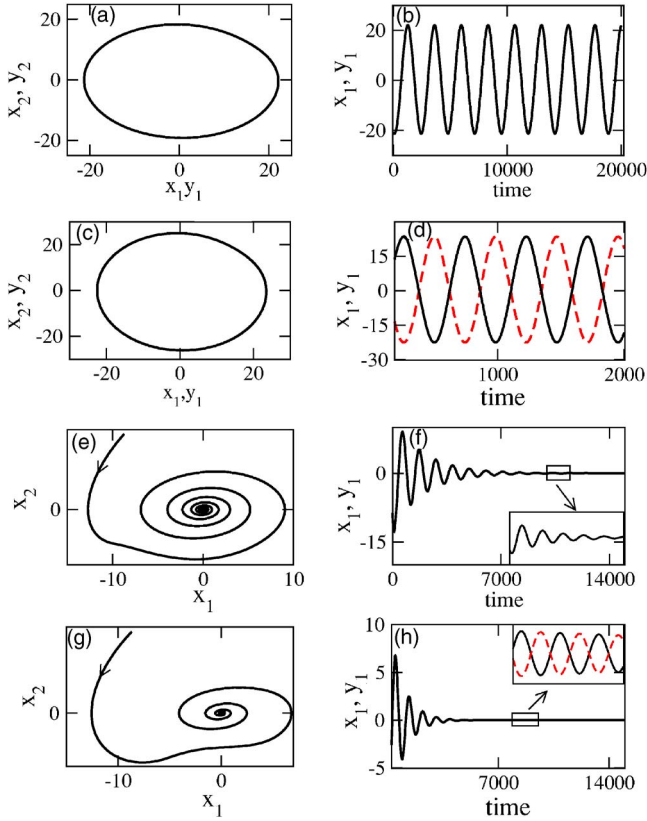 (a)
20
0
-20
x2, y2
-20 0 20
x1y1
(b)
20
0
-20
x1, y1
0 10000 20000
time
(c)
20
0
-20
x2, y2
-20 0 20
x1,y1
(d)
15
0
-15
-30
x1, y1
1000 2000
time
(e)
0
x2
-10 0 10
x1
(f)
0
-15
x1, y1
0 7000 14000
time
(g)
0
x2
-10 0
x1
(h)
10
5
0
-5
x1, y1
7000 14000
time